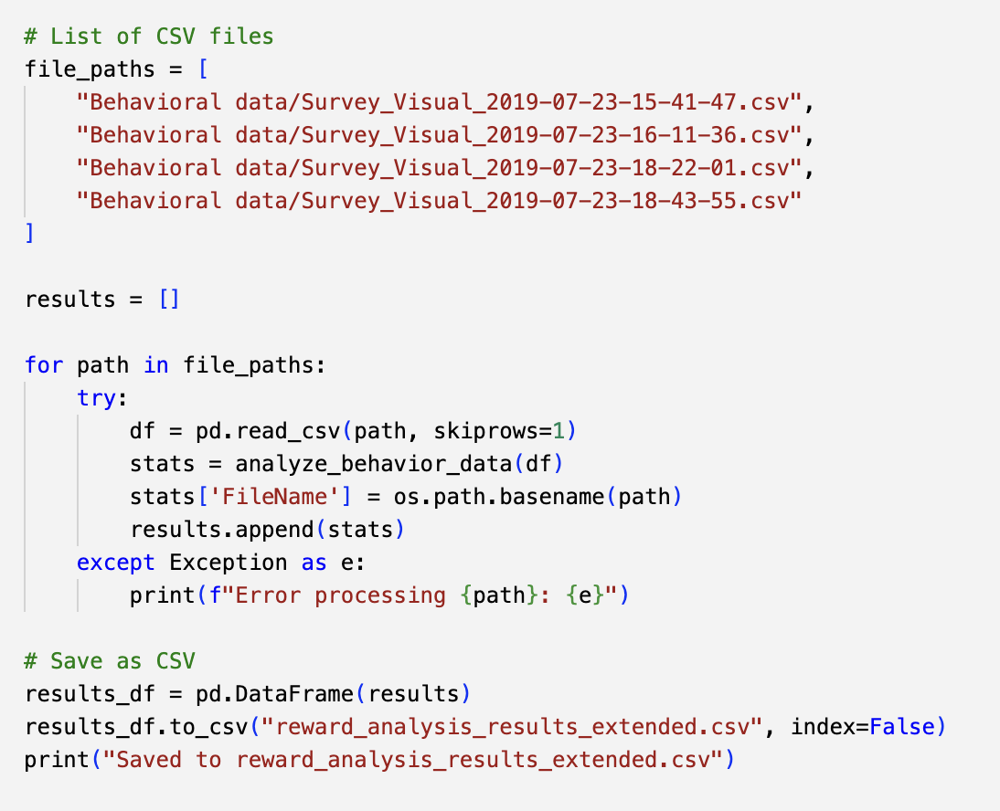 # List of CSV files
file_paths = [
    "Behavioral data/Survey_Visual_2019-07-23-15-41-47.csv",
    "Behavioral data/Survey_Visual_2019-07-23-16-11-36.csv",
    "Behavioral data/Survey_Visual_2019-07-23-18-22-01.csv",
    "Behavioral data/Survey_Visual_2019-07-23-18-43-55.csv"
]
results = []
for path in file_paths:
    try:
        df = pd.read_csv(path, skiprows=1)
        stats = analyze_behavior_data(df)
        stats['FileName'] = os.path.basename(path)
        results.append(stats)
    except Exception as e:
        print(f"Error processing {path}: {e}")
# Save as CSV
results_df = pd.DataFrame(results)
results_df.to_csv("reward_analysis_results_extended.csv", index=False)
print("Saved to reward_analysis_results_extended.csv")